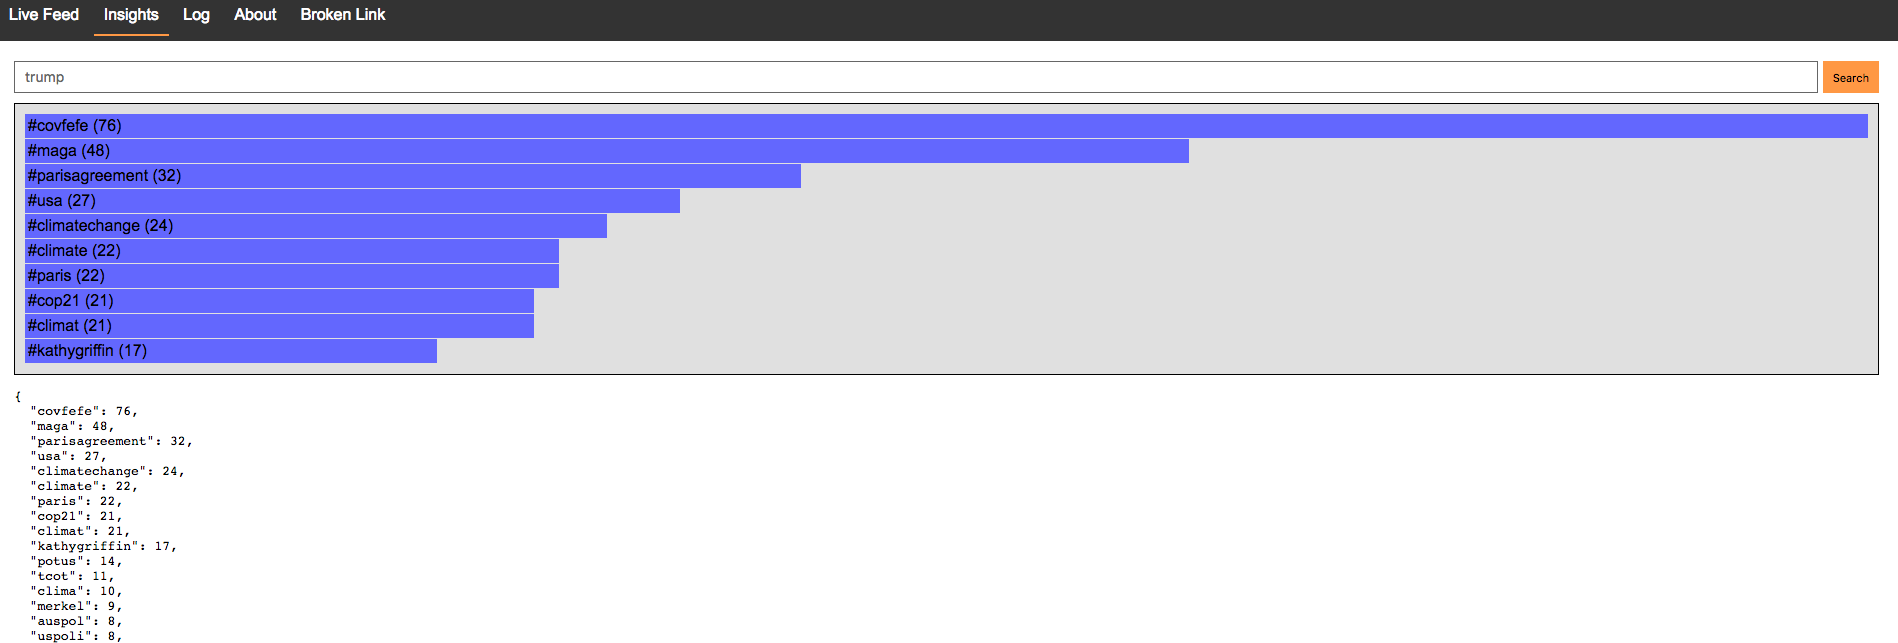 Live Feed Insights Log About Broken Link
trump Search
#covfefe (76)
#maga (48)
#parisagreement (32)
#usa (27)
#climatechange (24)
#climate (22)
#paris (22)
#cop21 (21)
#climat (21)
#kathygriffin (17)
{
"covfefe": 76,
"maga": 48,
"parisagreement": 32,
"usa": 27,
"climatechange": 24,
"climate": 22,
"paris": 22,
"cop21": 21,
"climat": 21,
"kathygriffin": 17,
"potus": 14,
"tcot": 11,
"clima": 10,
"merkel": 9,
"auspol": 8,
"uspoli": 8,